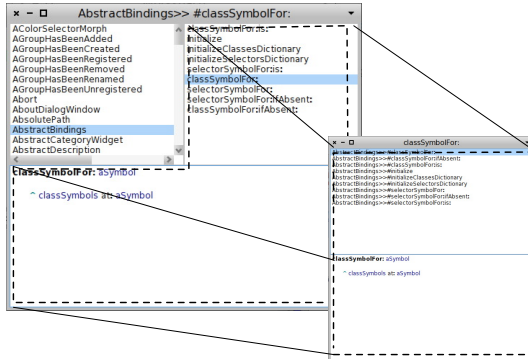 AbstractBindings>> #classSymbolFor:
AColorSelectorMorph
AGroupHasBeenAdded
AGroupHasBeenCreated
AGroupHasBeenRegistered
AGroupHasBeenRemoved
AGroupHasBeenRenamed
AGroupHasBeenUnregistered
Abort
AboutDialogWindow
AbsolutePath
AbstractBindings
AbstractCategoryWidget
AbstractDescription
classSymbolFor:is:
initialize
initializeClassesDictionary
initializeSelectorsDictionary
selectorSymbolFor:is:
classSymbolFor:
selectorSymbolFor:
selectorSymbolFor:ifAbsent:
classSymbolFor:ifAbsent:
classSymbolFor: aSymbol
^ classSymbols at: aSymbol
classSymbolFor:
AbstractBindings>>#classSymbolFor:
AbstractBindings>>#classSymbolFor:ifAbsent:
AbstractBindings>>#classSymbolFor:is:
AbstractBindings>>#initialize
AbstractBindings>>#initializeClassesDictionary
AbstractBindings>>#initializeSelectorsDictionary
AbstractBindings>>#selectorSymbolFor:
AbstractBindings>>#selectorSymbolFor:ifAbsent:
AbstractBindings>>#selectorSymbolFor:is:
classSymbolFor: aSymbol
^ classSymbols at: aSymbol